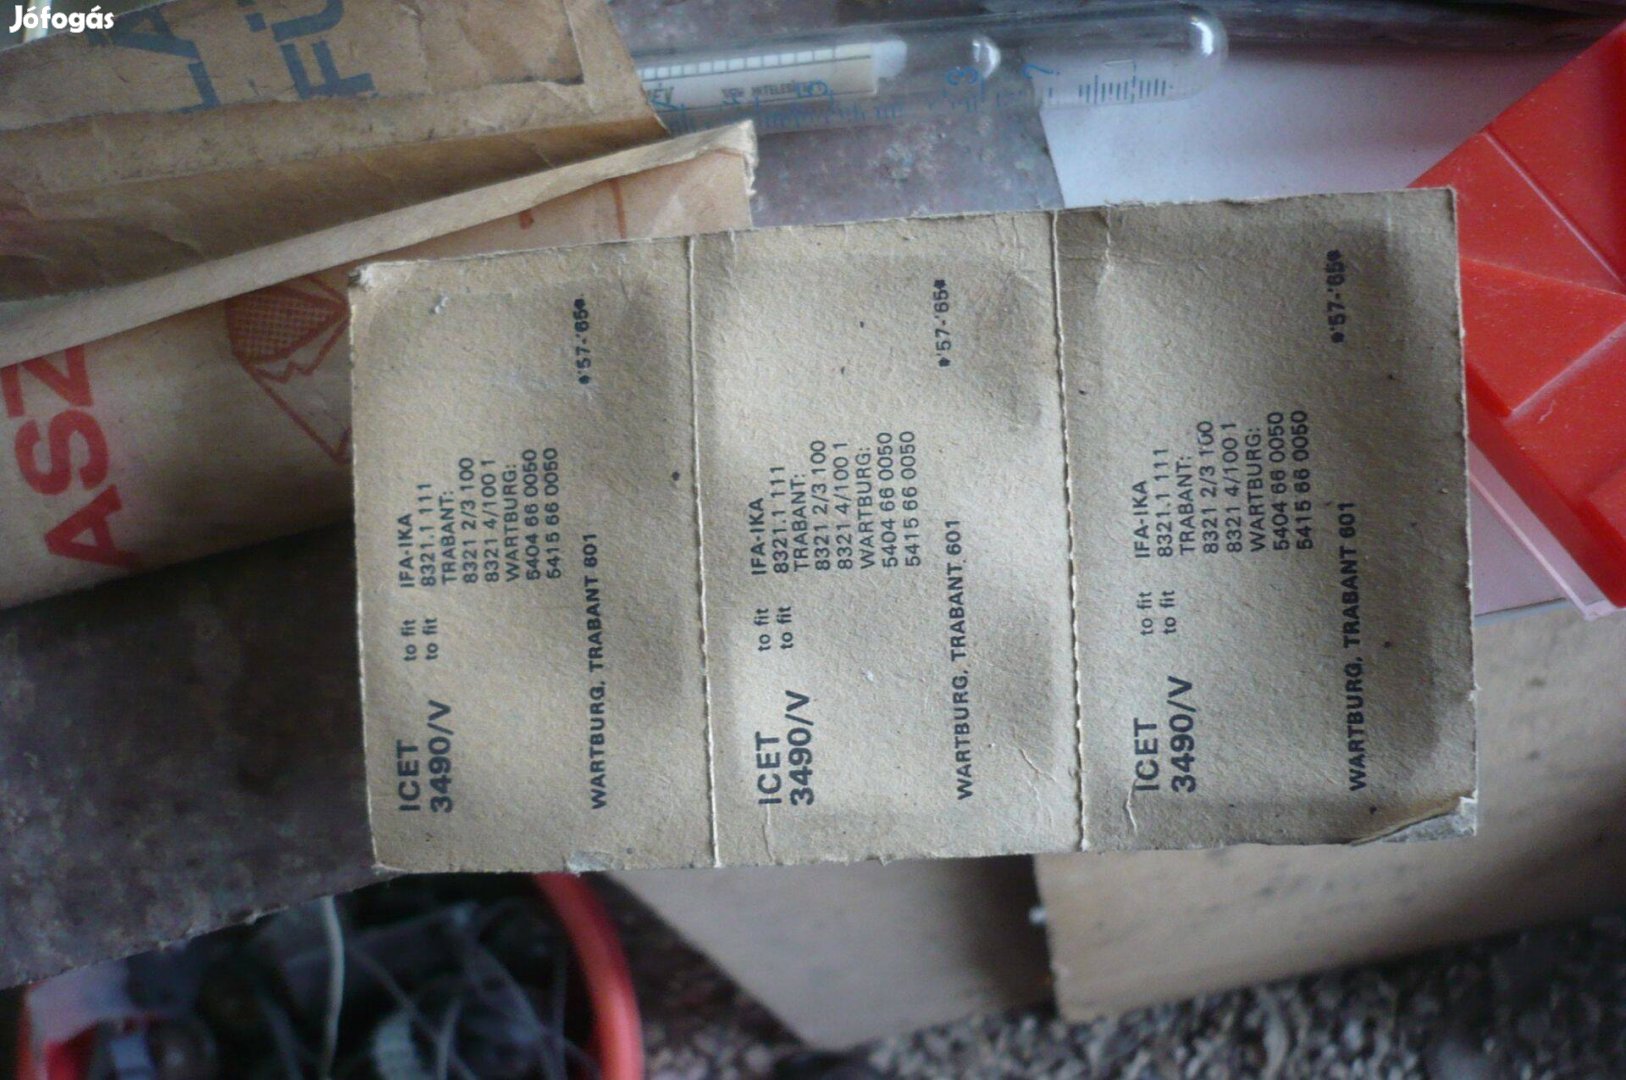 Jófogás
ASZ
ICET to fit IFA-IKA
3490/V to fit 8321.1 111
TRABANT:
8321 2/3 100
8321 4/100 1
WARTBURG:
5404 66 0050
5415 66 0050
WARTBURG, TRABANT 601
'57-'65
ICET to fit IFA-IKA
3490/V to fit 8321.1 111
TRABANT:
8321 2/3 100
8321 4/100 1
WARTBURG:
5404 66 0050
5415 66 0050
WARTBURG, TRABANT 601
'57-'65
ICET to fit IFA-IKA
3490/V to fit 8321.1 111
TRABANT:
8321 2/3 100
8321 4/100 1
WARTBURG:
5404 66 0050
5415 66 0050
WARTBURG, TRABANT 601
'57-'65